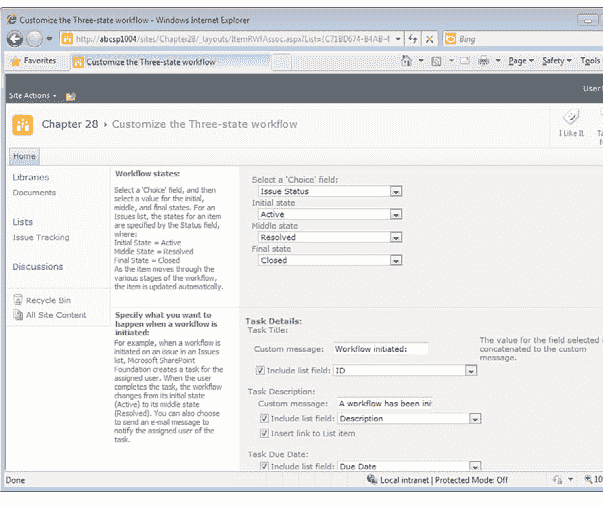 Customize the Three-state workflow - Windows Internet Explorer
http://abcsp1004/sites/Chapter28/_layouts/ItemRWfAssoc.aspx?List={C71BD674-B4AB-4
Bing
Favorites
Customize the Three-state workflow
Page Safety Tools
Site Actions
User
Chapter 28 › Customize the Three-state workflow
I Like It
Home
Libraries
Documents
Lists
Issue Tracking
Discussions
Recycle Bin
All Site Content
Workflow states:
Select a 'Choice' field, and then
select a value for the initial,
middle, and final states. For an
Issues list, the states for an item
are specified by the Status field,
where:
Initial State = Active
Middle State = Resolved
Final State = Closed
As the item moves through the
various stages of the workflow,
the item is updated automatically.
Select a 'Choice' field:
Issue Status
Initial state
Active
Middle state
Resolved
Final state
Closed
Specify what you want to
happen when a workflow is
initiated:
For example, when a workflow is
initiated on an issue in an Issues
list, Microsoft SharePoint
Foundation creates a task for the
assigned user. When the user
completes the task, the workflow
changes from its initial state
(Active) to its middle state
(Resolved). You can also choose
to send an e-mail message to
notify the assigned user of the
task.
Task Details:
Task Title:
Custom message: Workflow initiated:
Include list field: ID
The value for the field selected
concatenated to the custom
message.
Task Description:
Custom message: A workflow has been ini
Include list field: Description
Insert link to List item
Task Due Date:
Include list field: Due Date
Done
Local intranet | Protected Mode: Off